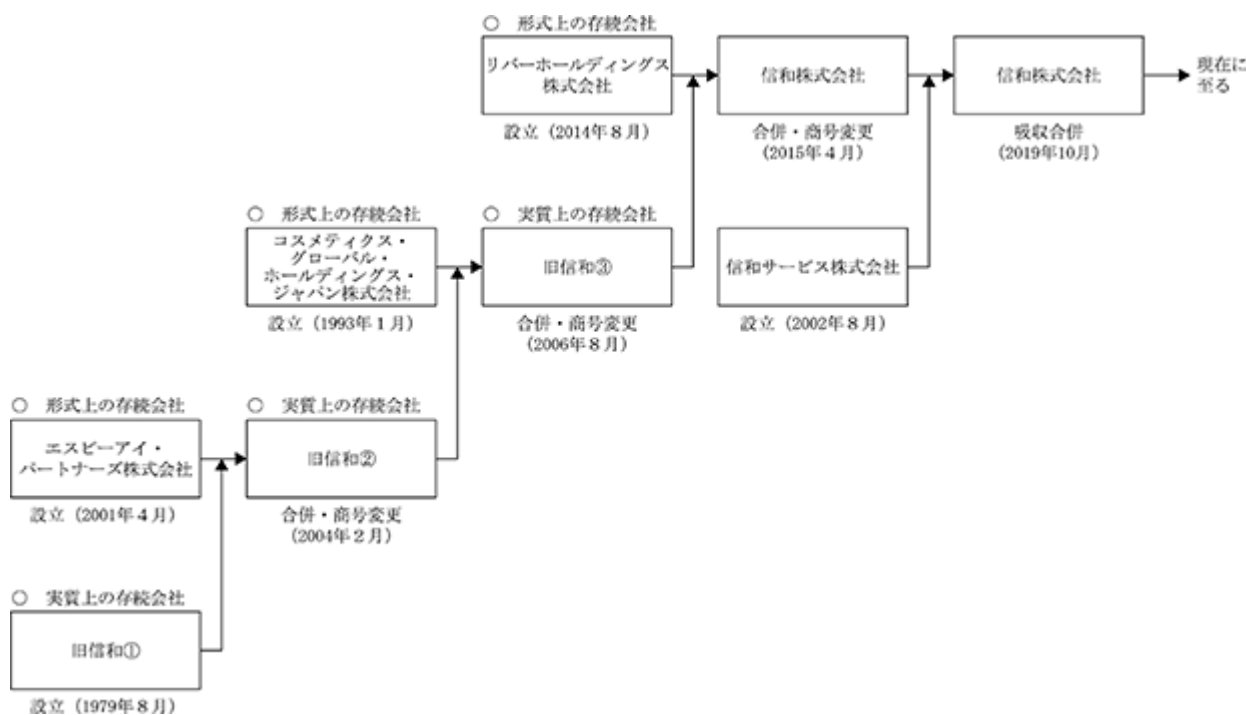 ○ 形式上の存続会社
リバーホールディングス
株式会社
設立（2014年８月）
信和株式会社
合併・商号変更
（2015年４月）
信和株式会社
吸収合併
（2019年10月）
現在に
至る
○ 形式上の存続会社
コスメティクス・
グローバル・
ホールディングス・
ジャパン株式会社
設立（1993年１月）
○ 実質上の存続会社
旧信和③
合併・商号変更
（2006年８月）
信和サービス株式会社
設立（2002年８月）
○ 形式上の存続会社
エスビーアイ・
パートナーズ株式会社
設立（2001年４月）
○ 実質上の存続会社
旧信和②
合併・商号変更
（2004年２月）
○ 実質上の存続会社
旧信和①
設立（1979年８月）